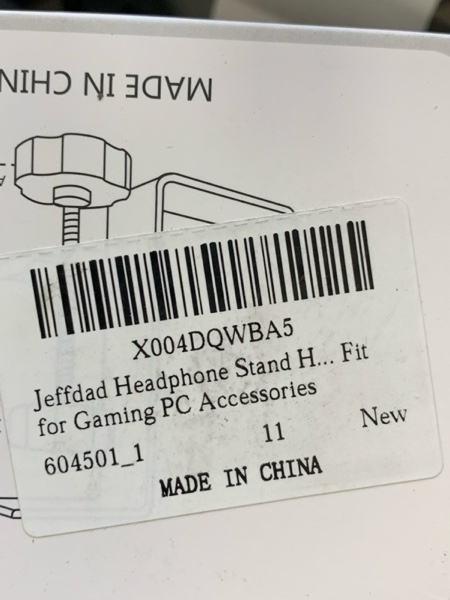 MADE IN CHIN
X004DQWBA5
Jeffdad Headphone Stand H... Fit
for Gaming PC Accessories
604501_1 11 New
MADE IN CHINA